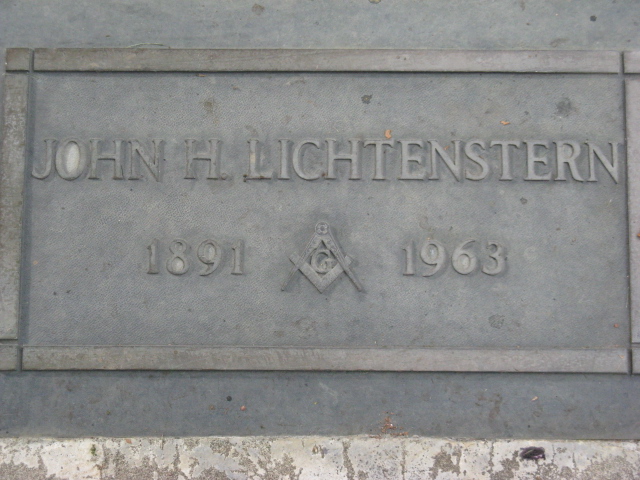 JOHN H. LICHTENSTERN
1891 G 1963